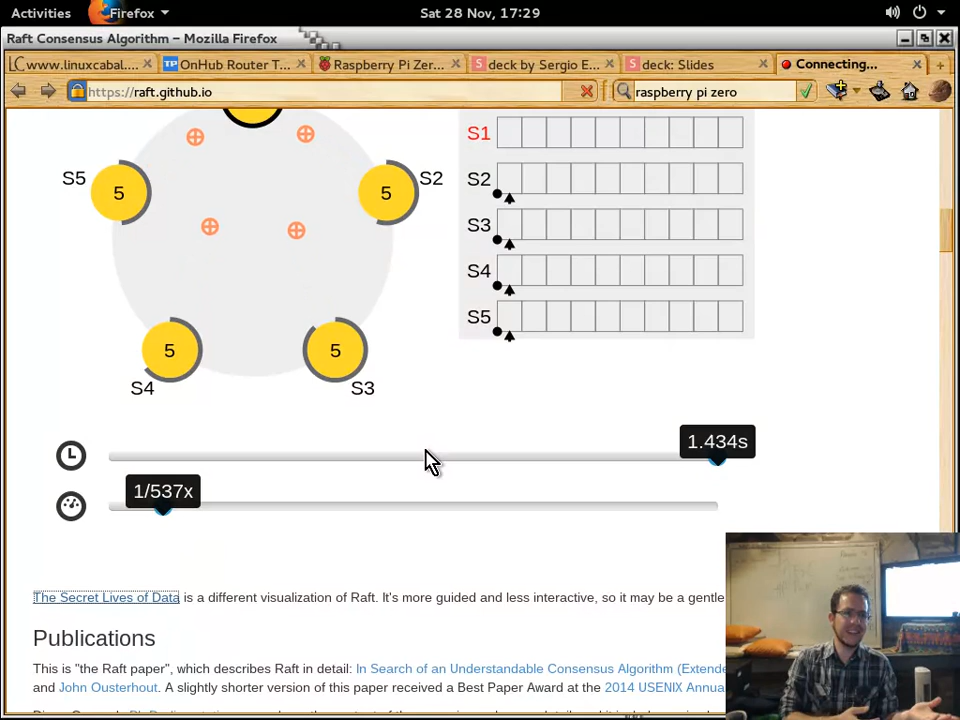 Activities Firefox Sat 28 Nov, 17:29
Raft Consensus Algorithm – Mozilla Firefox
www.linuxcabal.... OnHub Router T... Raspberry Pi Zer... deck by Sergio E... deck: Slides Connecting...
https://raft.github.io raspberry pi zero
S1
S5 5 5 S2
S2
S3
S4
S5
5 5
S4 S3
1.434s
1/537x
The Secret Lives of Data is a different visualization of Raft. It's more guided and less interactive, so it may be a gentle
Publications
This is "the Raft paper", which describes Raft in detail: In Search of an Understandable Consensus Algorithm (Extende
and John Ousterhout. A slightly shorter version of this paper received a Best Paper Award at the 2014 USENIX Annua